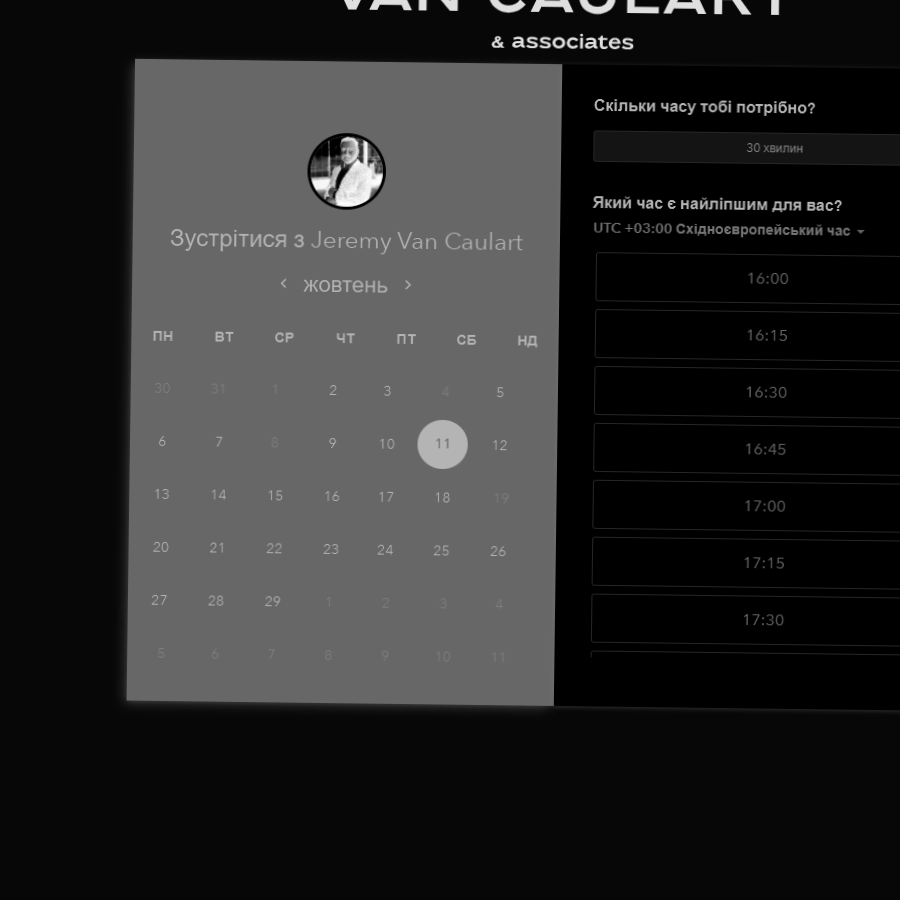 VAN CAULART
& associates
Зустрітися з Jeremy Van Caulart
жовтень
ПН ВТ СР ЧТ ПТ СБ НД
30 31 1 2 3 4 5
6 7 8 9 10 11 12
13 14 15 16 17 18 19
20 21 22 23 24 25 26
27 28 29 1 2 3 4
5 6 7 8 9 10 11
Скільки часу тобі потрібно?
30 хвилин
Який час є найліпшим для вас?
UTC +03:00 Східноєвропейський час
16:00
16:15
16:30
16:45
17:00
17:15
17:30